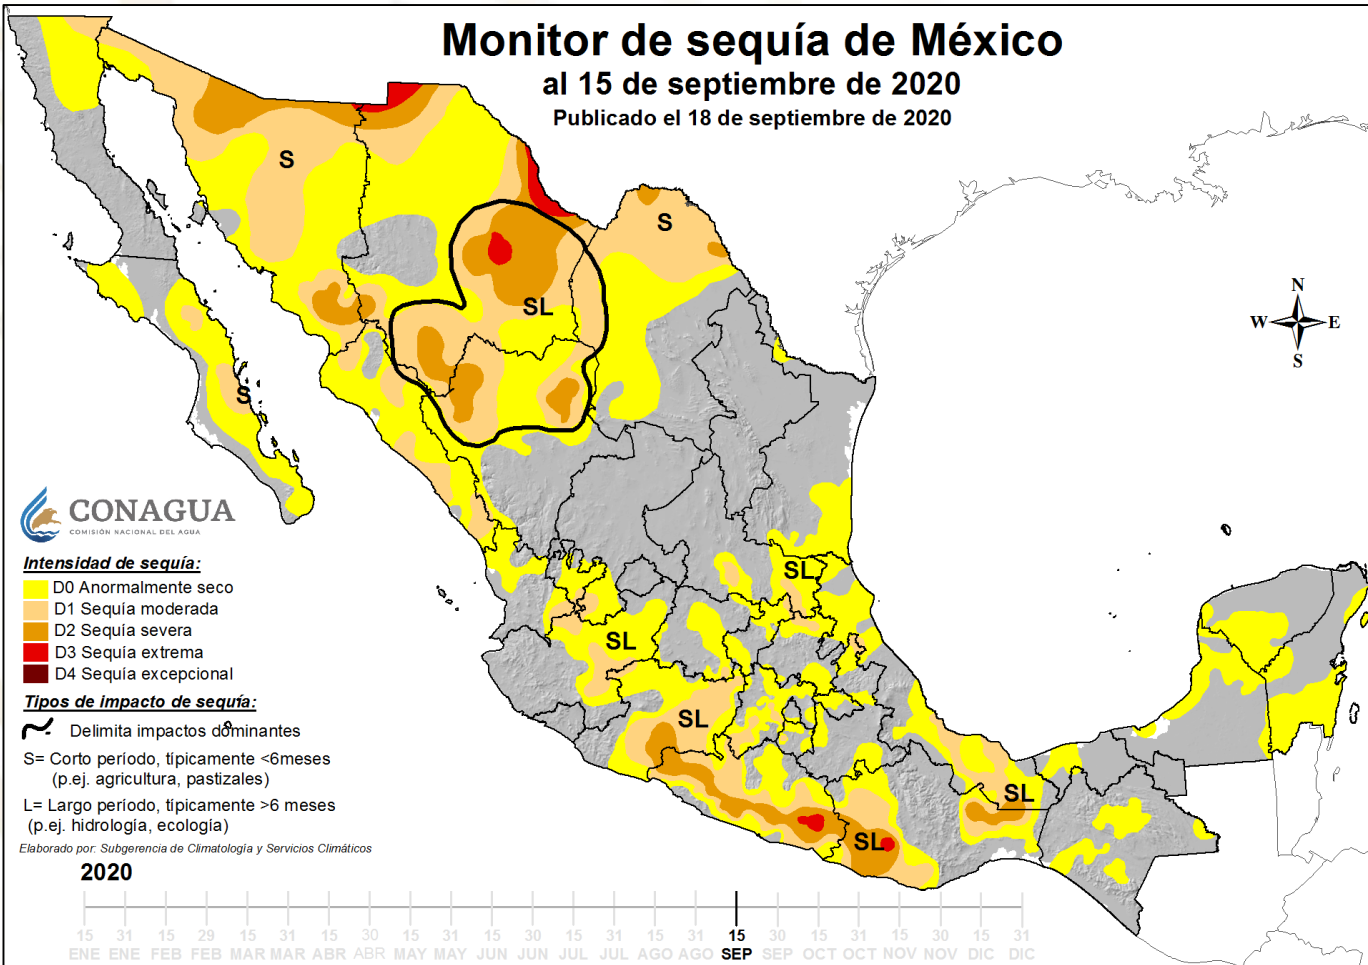 Monitor de sequía de México
al 15 de septiembre de 2020
Publicado el 18 de septiembre de 2020
S
S
N
W E
S
SL
S
CONAGUA
COMISIÓN NACIONAL DEL AGUA
Intensidad de sequía:
D0 Anormalmente seco
D1 Sequía moderada
D2 Sequía severa
D3 Sequía extrema
D4 Sequía excepcional
SL
SL
SL
SL
SL
Tipos de impacto de sequía:
Delimita impactos dominantes
S= Corto período, típicamente <6meses
(p.ej. agricultura, pastizales)
L= Largo período, típicamente >6 meses
(p.ej. hidrología, ecología)
Elaborado por: Subgerencia de Climatología y Servicios Climáticos
2020
15 31 15 29 15 31 15 30 15 31 15 30 15 31 15 31 15 30 15 31 15 30 15 31
ENE ENE FEB FEB MAR MAR ABR ABR MAY MAY JUN JUN JUL JUL AGO AGO SEP SEP OCT OCT NOV NOV DIC DIC